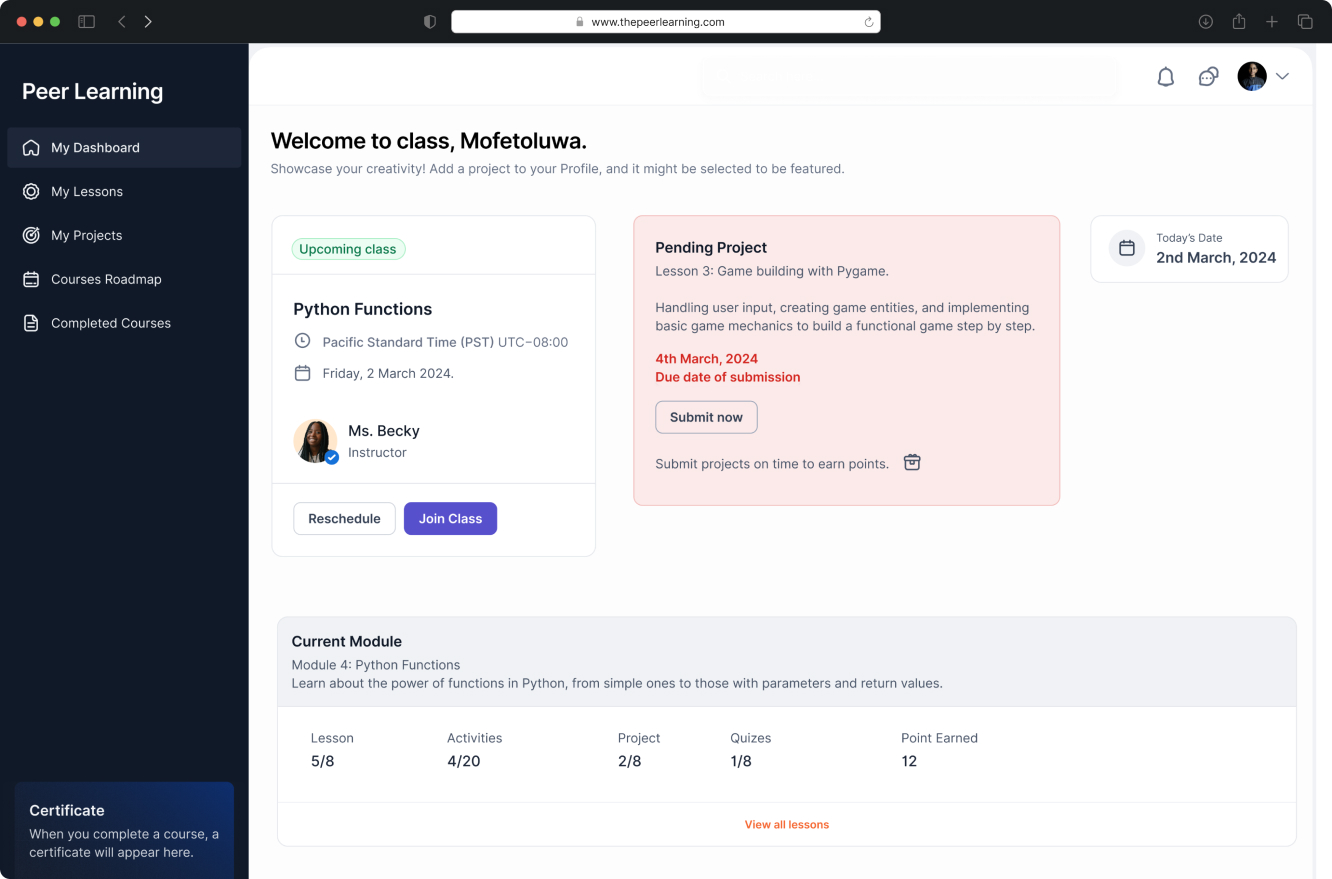 www.thepeerlearning.com
Peer Learning
My Dashboard
My Lessons
My Projects
Courses Roadmap
Completed Courses
Certificate
When you complete a course, a
certificate will appear here.
Welcome to class, Mofetoluwa.
Showcase your creativity! Add a project to your Profile, and it might be selected to be featured.
Upcoming class
Python Functions
Pacific Standard Time (PST) UTC−08:00
Friday, 2 March 2024.
Ms. Becky
Instructor
Reschedule
Join Class
Pending Project
Lesson 3: Game building with Pygame.
Handling user input, creating game entities, and implementing
basic game mechanics to build a functional game step by step.
4th March, 2024
Due date of submission
Submit now
Submit projects on time to earn points.
Today's Date
2nd March, 2024
Current Module
Module 4: Python Functions
Learn about the power of functions in Python, from simple ones to those with parameters and return values.
Lesson
5/8
Activities
4/20
Project
2/8
Quizes
1/8
Point Earned
12
View all lessons